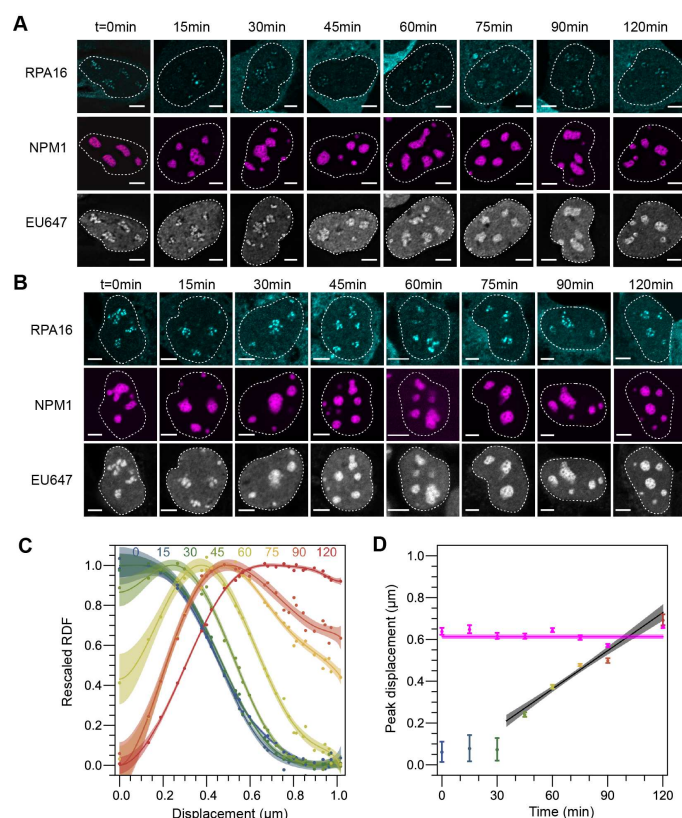 A
t=0min 15min 30min 45min 60min 75min 90min 120min
RPA16
NPM1
EU647
B
t=0min 15min 30min 45min 60min 75min 90min 120min
RPA16
NPM1
EU647
C
0 15 30 45 60 75 90 120
1.0
0.8
0.6
0.4
0.2
0.0
Rescaled RDF
0.0 0.2 0.4 0.6 0.8 1.0
Displacement (μm)
D
1.0
0.8
0.6
0.4
0.2
0.0
Peak displacement (μm)
0 30 60 90 120
Time (min)